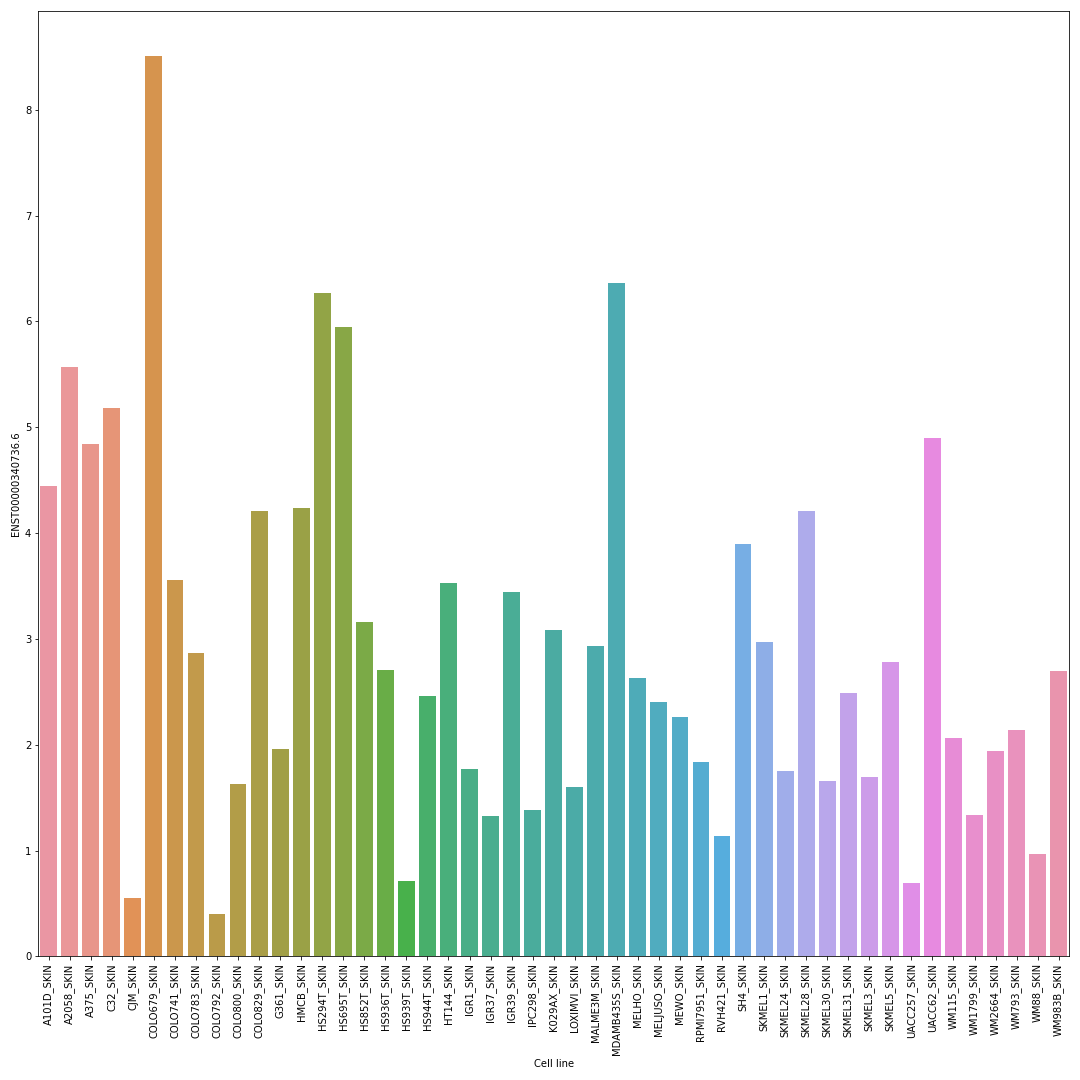 8
7
6
5
4
3
2
1
0
ENST00000340736.6
A101D_SKIN
A2058_SKIN
A375_SKIN
C32_SKIN
CJM_SKIN
COLO679_SKIN
COLO741_SKIN
COLO783_SKIN
COLO792_SKIN
COLO800_SKIN
COLO829_SKIN
G361_SKIN
HMCB_SKIN
HS294T_SKIN
HS695T_SKIN
HS852T_SKIN
HS936T_SKIN
HS939T_SKIN
HS944T_SKIN
HT144_SKIN
IGR1_SKIN
IGR37_SKIN
IGR39_SKIN
IPC298_SKIN
K029AX_SKIN
LOXIMVI_SKIN
MALME3M_SKIN
MDAMB435S_SKIN
MELHO_SKIN
MELJUSO_SKIN
MEWO_SKIN
RPMI7951_SKIN
RVH421_SKIN
SH4_SKIN
SKMEL1_SKIN
SKMEL24_SKIN
SKMEL28_SKIN
SKMEL30_SKIN
SKMEL31_SKIN
SKMEL3_SKIN
SKMEL5_SKIN
UACC257_SKIN
UACC62_SKIN
WM115_SKIN
WM1799_SKIN
WM2664_SKIN
WM793_SKIN
WM88_SKIN
WM983B_SKIN
Cell line